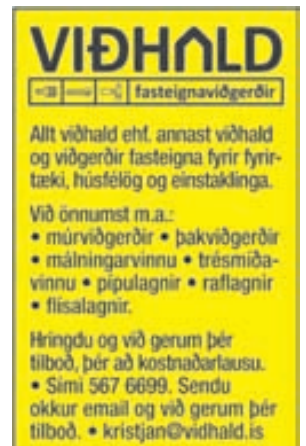 VIÐHALD
fasteignaviðgerðir
Allt viðhald ehf. annast viðhald
og viðgerðir fasteigna fyrir fyrir-
tæki, húsfélög og einstaklinga.
Við önnumst m.a.:
• múrviðgerðir • þakviðgerðir
• málningarvinnu • trésmíða-
vinnu • pípulagnir • raflagnir
• flísalagnir.
Hringdu og við gerum þér
tilboð, þér að kostnaðarlausu.
• Sími 567 6699. Sendu
okkur email og við gerum þér
tilboð. • kristjan@vidhald.is